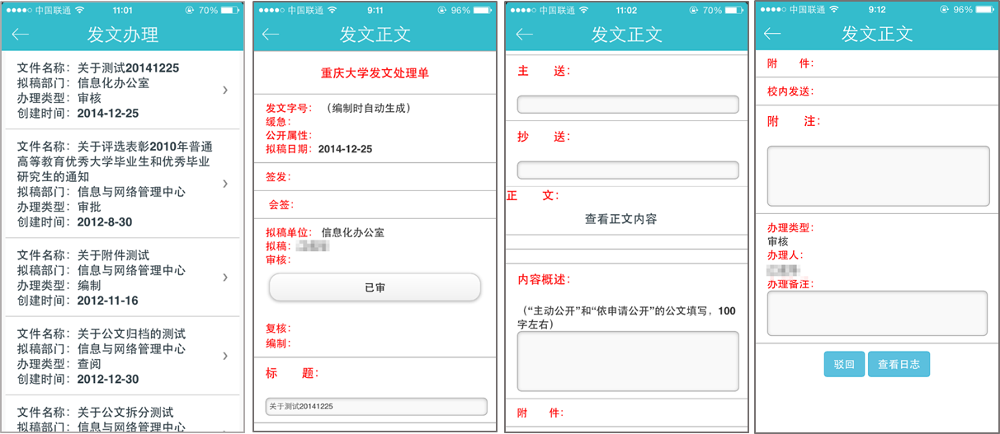 中国联通 11:01 70%
发文办理
文件名称：关于测试20141225
拟稿部门：信息化办公室
办理类型：审核
创建时间：2014-12-25
文件名称：关于评选表彰2010年普通
高等教育优秀大学毕业生和优秀毕业
研究生的通知
拟稿部门：信息与网络管理中心
办理类型：审批
创建时间：2012-8-30
文件名称：关于附件测试
拟稿部门：信息与网络管理中心
办理类型：编制
创建时间：2012-11-16
文件名称：关于公文归档的测试
拟稿部门：信息与网络管理中心
办理类型：查阅
创建时间：2012-12-30
文件名称：关于公文拆分测试
拟稿部门：信息与网络管理中心
中国联通 9:11 96%
发文正文
重庆大学发文处理单
发文字号： （编制时自动生成）
缓急：
公开属性：
拟稿日期：2014-12-25
签发：
会签：
拟稿单位： 信息化办公室
拟稿：
审核：
已审
复核：
编制：
标 题：
关于测试20141225
中国联通 11:02 70%
发文正文
主 送：
抄 送：
正 文：
查看正文内容
内容概述：
（“主动公开”和“依申请公开”的公文填写，100
字左右）
附 件：
中国联通 9:12 96%
发文正文
附 件：
校内发送：
附 注：
办理类型：
审核
办理人：
办理备注：
驳回 查看日志